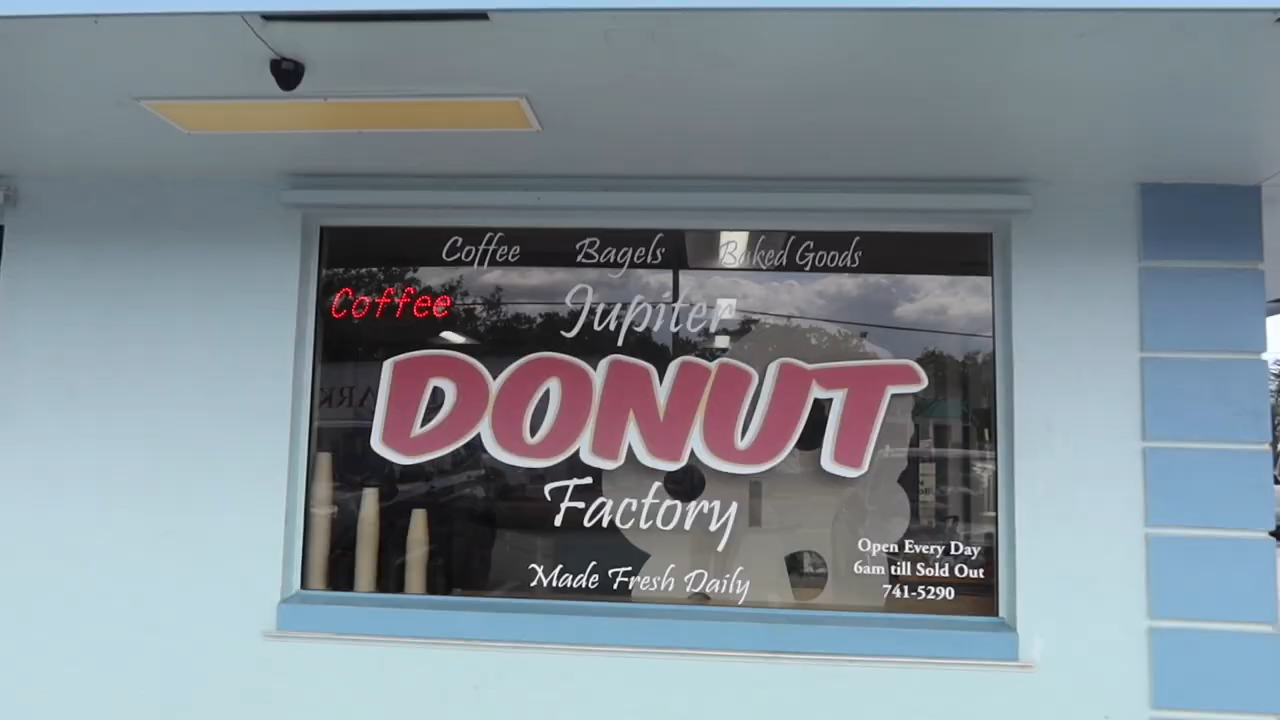 Coffee Bagels Baked Goods
Coffee
Jupiter
DONUT
Factory
Made Fresh Daily
Open Every Day
6am till Sold Out
741-5290